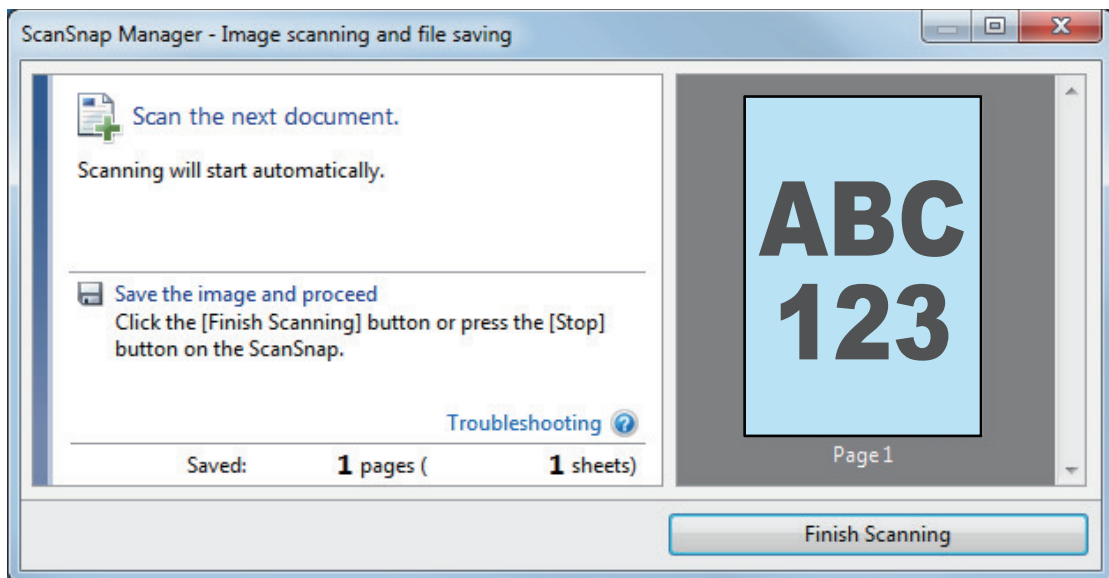 ScanSnap Manager - Image scanning and file saving
Scan the next document.
Scanning will start automatically.
Save the image and proceed
Click the [Finish Scanning] button or press the [Stop]
button on the ScanSnap.
Troubleshooting
Saved: 1 pages ( 1 sheets)
ABC
123
Page 1
Finish Scanning